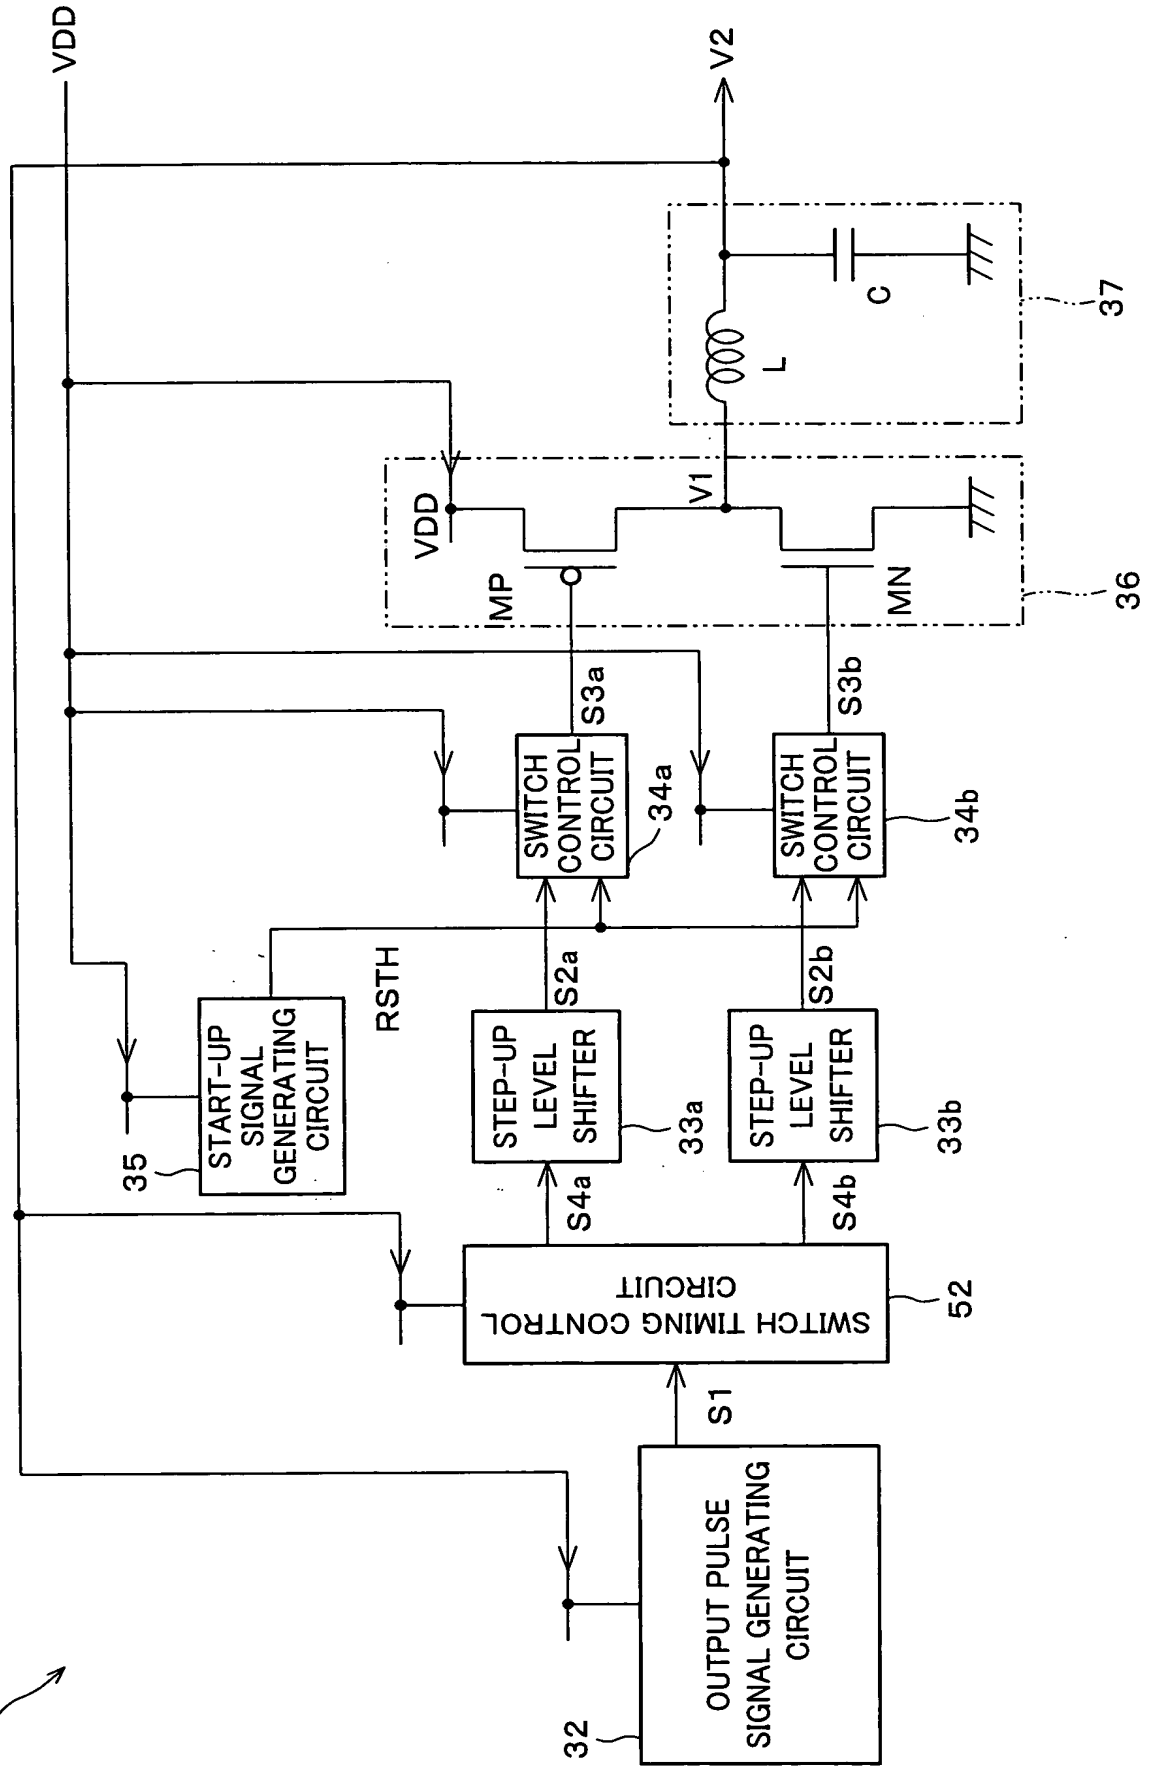 VDD
V2
35
START-UP
SIGNAL
GENERATING
CIRCUIT
RSTH
VDD
MP
V1
L
C
37
MN
36
S3a
S3b
SWITCH
CONTROL
CIRCUIT
34a
SWITCH
CONTROL
CIRCUIT
34b
S2a
S2b
STEP-UP
LEVEL
SHIFTER
33a
STEP-UP
LEVEL
SHIFTER
33b
S4a
S4b
SWITCH TIMING CONTROL
CIRCUIT
52
S1
OUTPUT PULSE
SIGNAL GENERATING
CIRCUIT
32